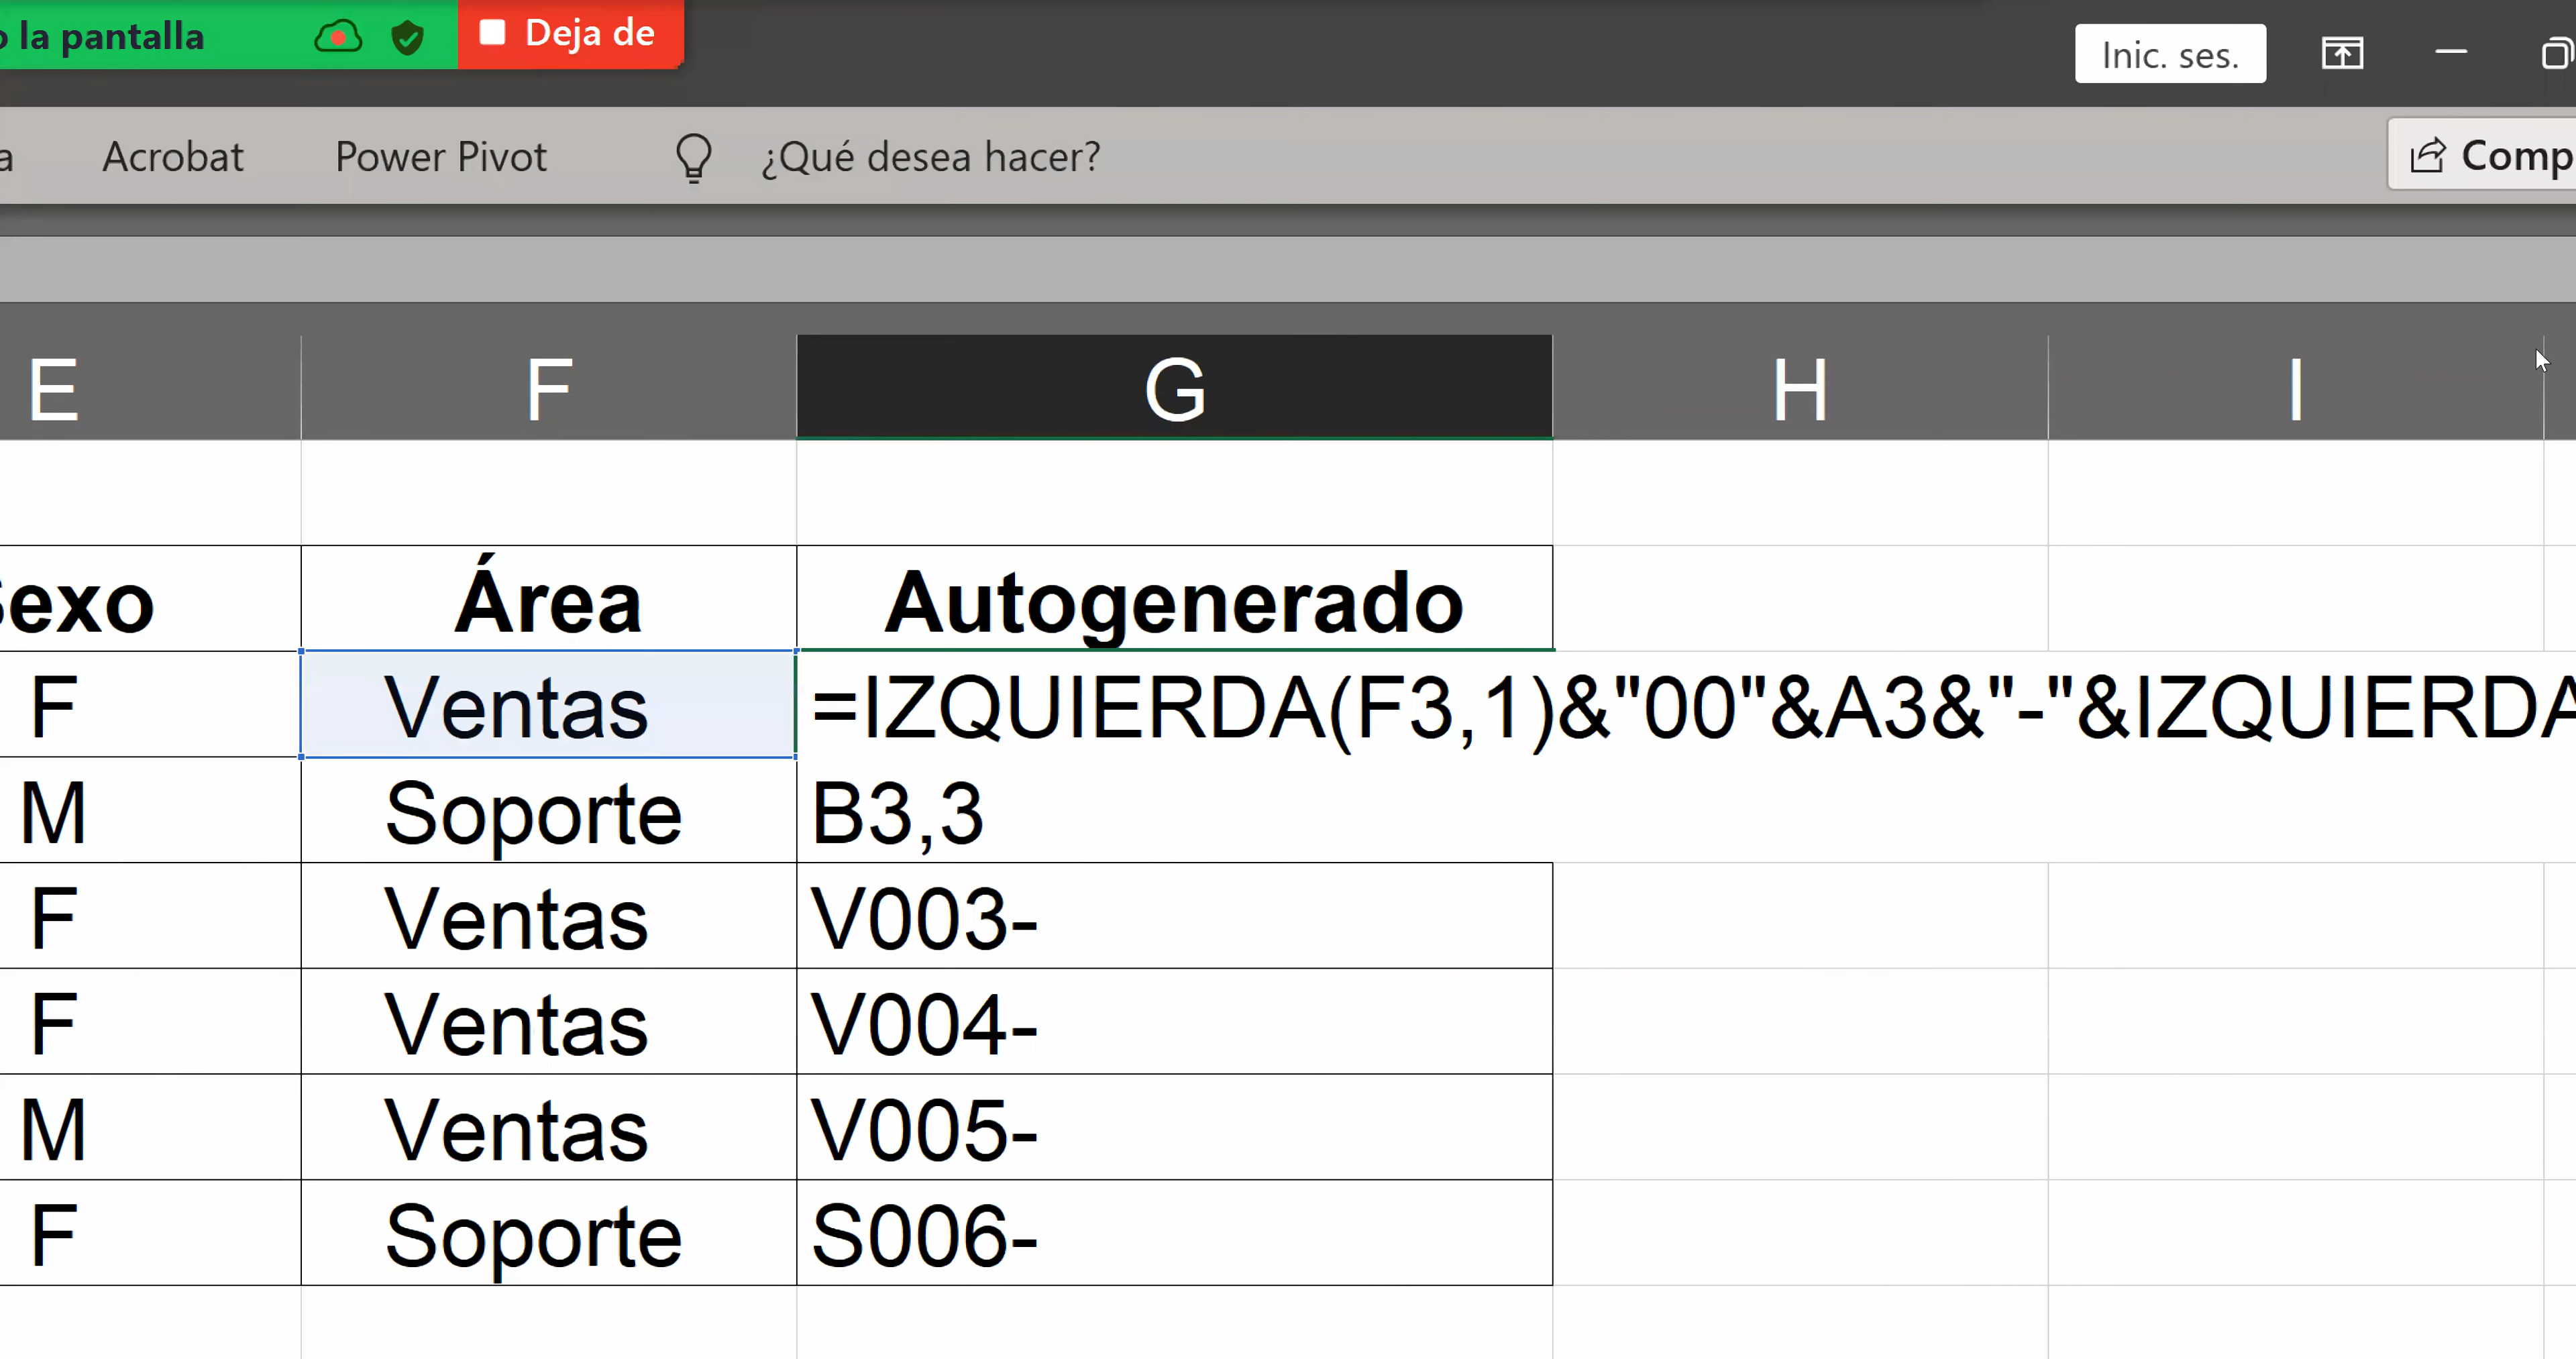 o la pantalla Deja de Inic. ses.
a Acrobat Power Pivot ¿Qué desea hacer? Comp
E F G H I
Sexo Área Autogenerado
F Ventas =IZQUIERDA(F3,1)&"00"&A3&"-"&IZQUIERDA
M Soporte B3,3
F Ventas V003-
F Ventas V004-
M Ventas V005-
F Soporte S006-